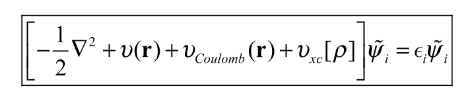 [-1/2 ∇² + υ(r) + υ_Coulomb(r) + υ_xc[ρ]] ψ̃_i = ϵ_i ψ̃_i